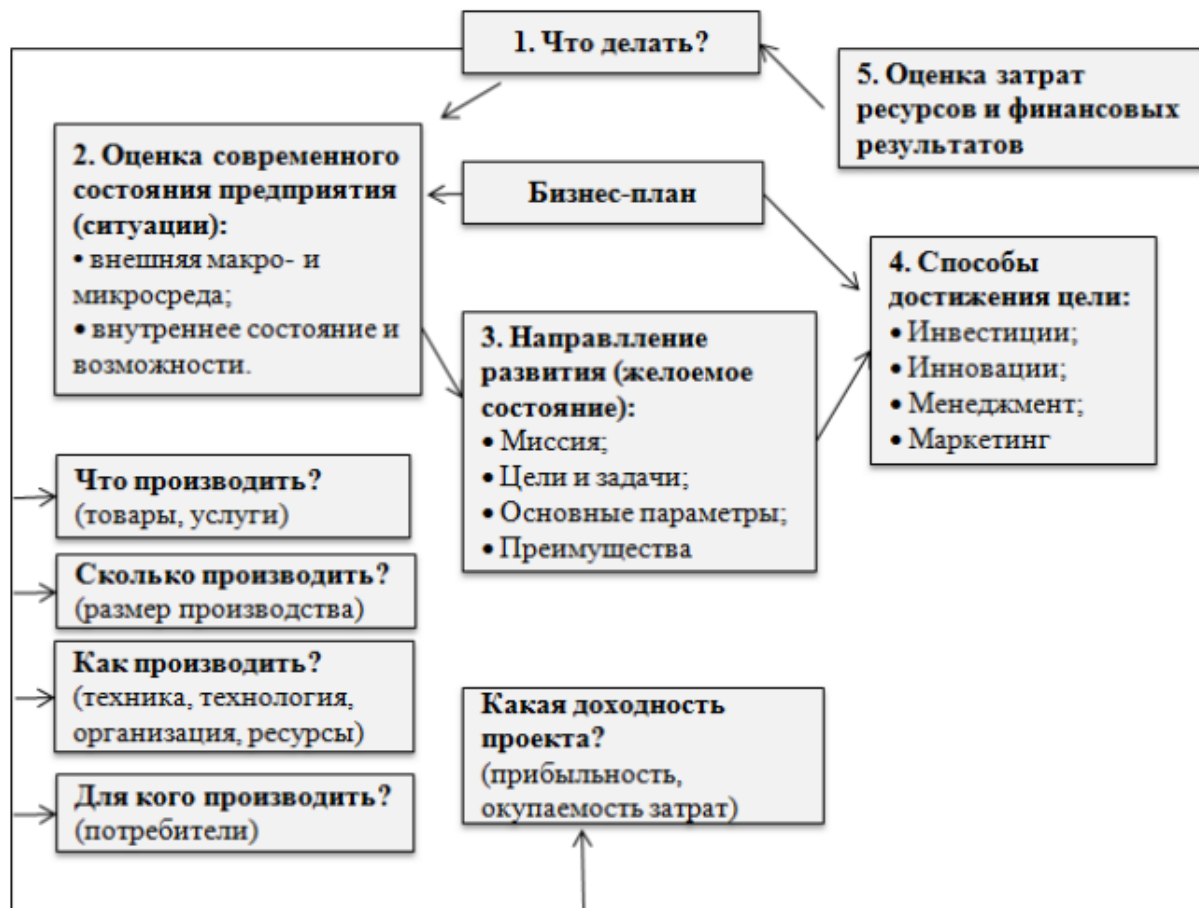 1. Что делать?
5. Оценка затрат
ресурсов и финансовых
результатов
2. Оценка современного
состояния предприятия
(ситуации):
• внешняя макро- и
микросреда;
• внутреннее состояние и
возможности.
Бизнес-план
4. Способы
достижения цели:
• Инвестиции;
• Инновации;
• Менеджмент;
• Маркетинг
3. Направлление
развития (желоемое
состояние):
• Миссия;
• Цели и задачи;
• Основные параметры;
• Преимущества
Что производить?
(товары, услуги)
Сколько производить?
(размер производства)
Как производить?
(техника, технология,
организация, ресурсы)
Для кого производить?
(потребители)
Какая доходность
проекта?
(прибыльность,
окупаемость затрат)